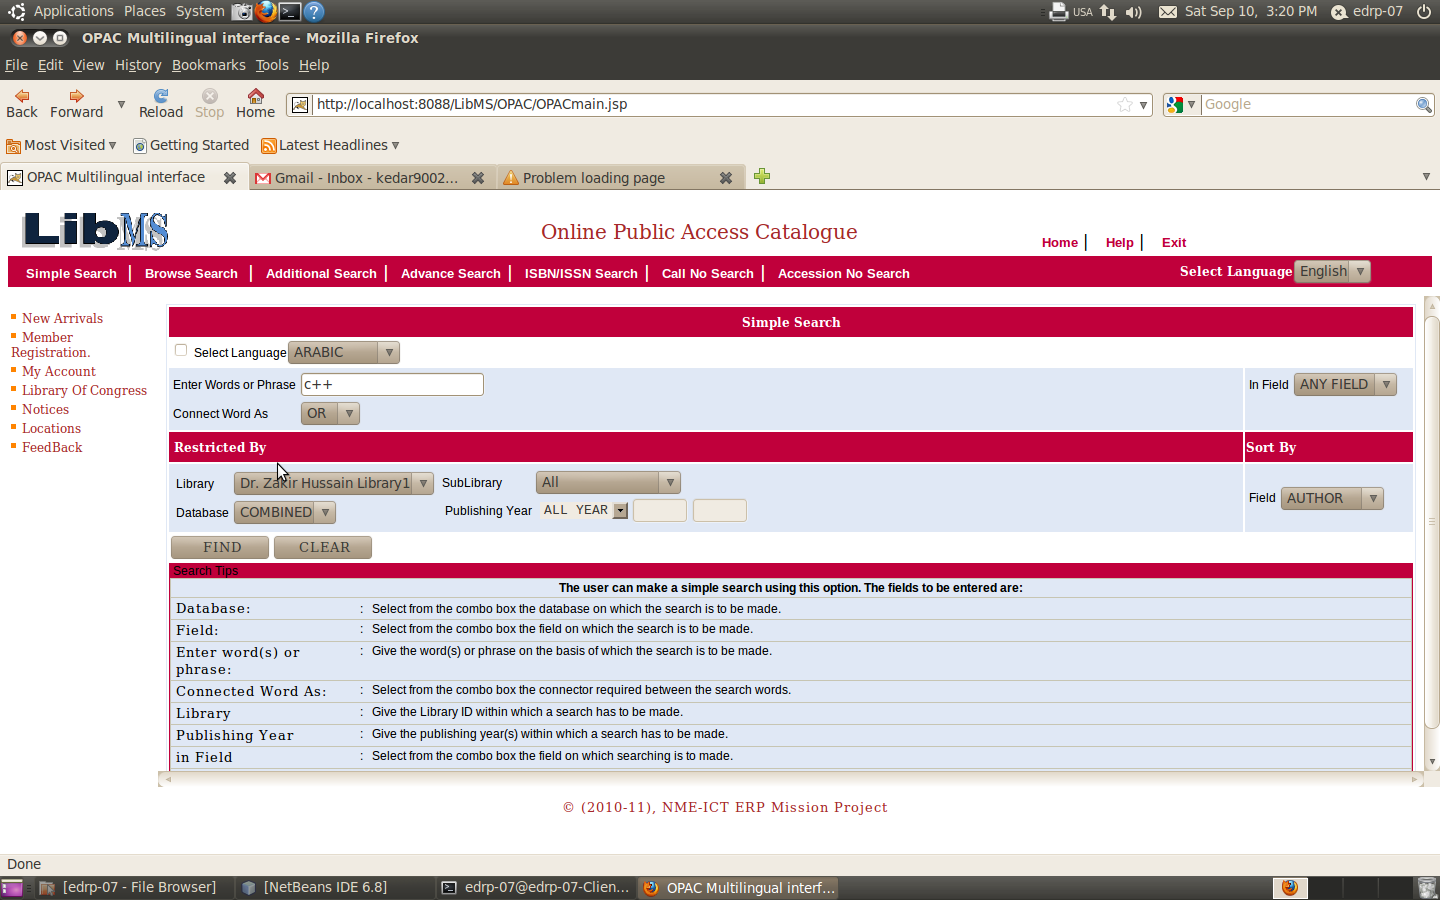 Applications Places System USA Sat Sep 10, 3:20 PM edrp-07
OPAC Multilingual interface - Mozilla Firefox
File Edit View History Bookmarks Tools Help
Back Forward Reload Stop Home http://localhost:8088/LibMS/OPAC/OPACmain.jsp Google
Most Visited Getting Started Latest Headlines
OPAC Multilingual interface Gmail - Inbox - kedar9002... Problem loading page
LibMS
Online Public Access Catalogue
Home Help Exit
Simple Search Browse Search Additional Search Advance Search ISBN/ISSN Search Call No Search Accession No Search Select Language English
New Arrivals
Member
Registration.
My Account
Library Of Congress
Notices
Locations
FeedBack
Simple Search
Select Language ARABIC
Enter Words or Phrase c++ In Field ANY FIELD
Connect Word As OR
Restricted By Sort By
Library Dr. Zakir Hussain Library1 SubLibrary All
Database COMBINED Publishing Year ALL YEAR Field AUTHOR
FIND CLEAR
Search Tips
The user can make a simple search using this option. The fields to be entered are:
Database: : Select from the combo box the database on which the search is to be made.
Field: : Select from the combo box the field on which the search is to be made.
Enter word(s) or phrase: : Give the word(s) or phrase on the basis of which the search is to be made.
Connected Word As: : Select from the combo box the connector required between the search words.
Library : Give the Library ID within which a search has to be made.
Publishing Year : Give the publishing year(s) within which a search has to be made.
in Field : Select from the combo box the field on which searching is to made.
© (2010-11), NME-ICT ERP Mission Project
Done
[edrp-07 - File Browser] [NetBeans IDE 6.8] edrp-07@edrp-07-Clien... OPAC Multilingual interf...